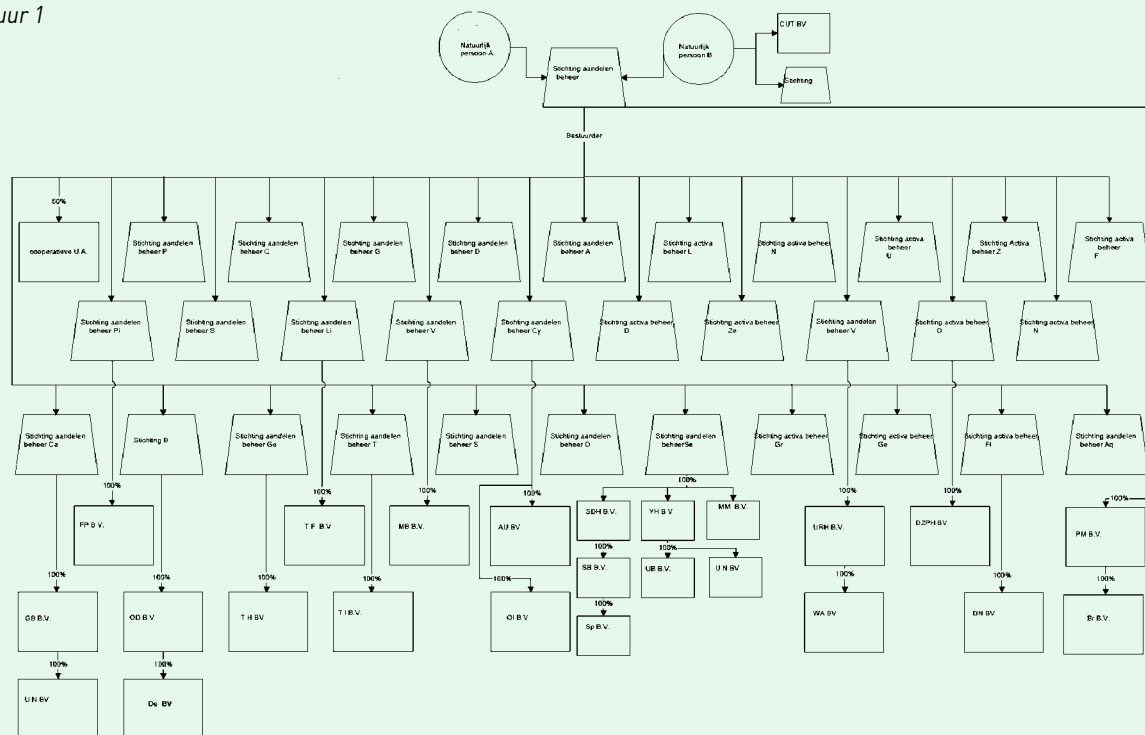 uur 1
Natuurlijk
persoon A
Stichting aandelen
beheer
Natuurlijk
persoon B
CUT BV
Stichting
Bestuurder
50%
cooperatieve U.A.
Stichting aandelen
beheer P
Stichting aandelen
beheer C
Stichting aandelen
beheer G
Stichting aandelen
beheer D
Stichting aandelen
beheer A
Stichting activa
beheer L
Stichting activa beheer
N
Stichting activa
beheer
U
Stichting Activa
beheer Z
Stichting activa
beheer
F
Stichting aandelen
beheer Pi
Stichting aandelen
beheer S
Stichting aandelen
beheer Li
Stichting aandelen
beheer V
Stichting aandelen
beheer Cy
Stichting activa beheer
D
Stichting activa beheer
Ze
Stichting activa
beheer V
Stichting activa beheer
O
Stichting activa beheer
N
Stichting aandelen
beheer Ca
Stichting B
Stichting aandelen
beheer Ge
Stichting aandelen
beheer T
Stichting aandelen
beheer S
Stichting aandelen
beheer O
Stichting aandelen
beheerSe
Stichting activa beheer
Gr
Stichting activa beheer
Ge
Stichting activa beheer
Fi
Stichting aandelen
beheer Aq
100%
100%
100%
100%
100%
100%
100%
100%
100%
100%
FP B.V.
T F B.V
MB B.V.
AU BV
SDH B.V.
YH B.V
MM B.V.
URH B.V.
DZPH B.V.
PM B.V.
100%
100%
100%
100%
100%
100%
100%
100%
100%
100%
SB B.V.
UB B.V.
U N BV
GB B.V.
OD B.V
T H BV
T I B.V.
OI B.V
100%
Sp B.V.
WA BV
DN B.V.
Br B.V.
100%
100%
U N BV
De BV